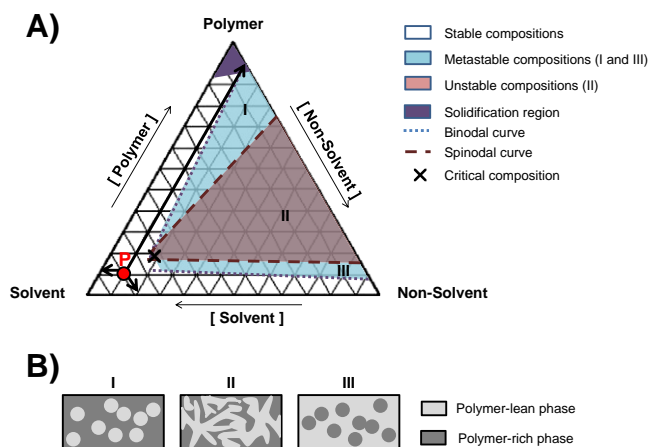 A)
Polymer
Stable compositions
Metastable compositions (I and III)
Unstable compositions (II)
Solidification region
Binodal curve
Spinodal curve
Critical composition
[ Polymer ]
[ Non-Solvent ]
I
II
III
P
Solvent
Non-Solvent
[ Solvent ]
B)
I
II
III
Polymer-lean phase
Polymer-rich phase